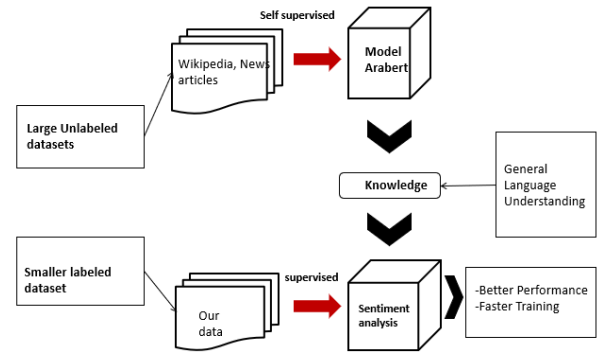 Self supervised
Wikipedia, News
articles
Model
Arabert
Large Unlabeled
datasets
Knowledge
General
Language
Understanding
Smaller labeled
dataset
supervised
Our
data
Sentiment
analysis
-Better Performance
-Faster Training